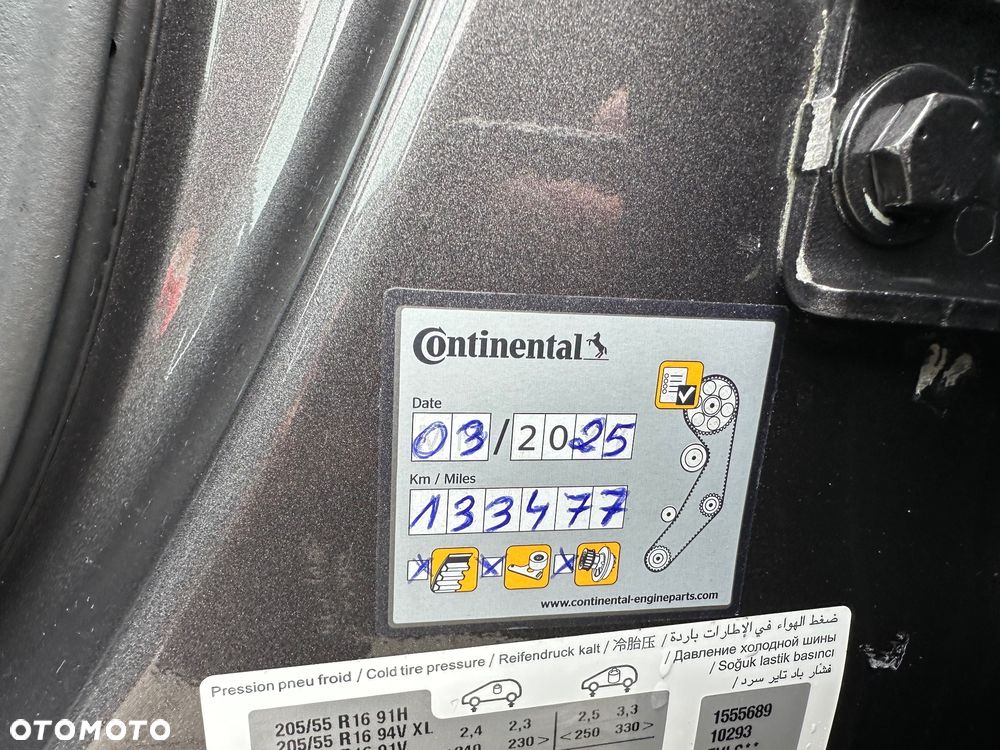 Continental
Date
03/2025
Km / Miles
133477
www.continental-engineparts.com
Pression pneu froid / Cold tire pressure / Reifendruck kalt / 冷胎压 / ضغط الهواء في الإطارات باردة
/ Давление холодной шины
/ Soğuk lastik basıncı
/ فشار باد تایر سرد
205/55 R16 91H
205/55 R16 94V XL
2,4 2,3 2,5 3,3
230 > < 250 330 >
1555689
10293
OTOMOTO